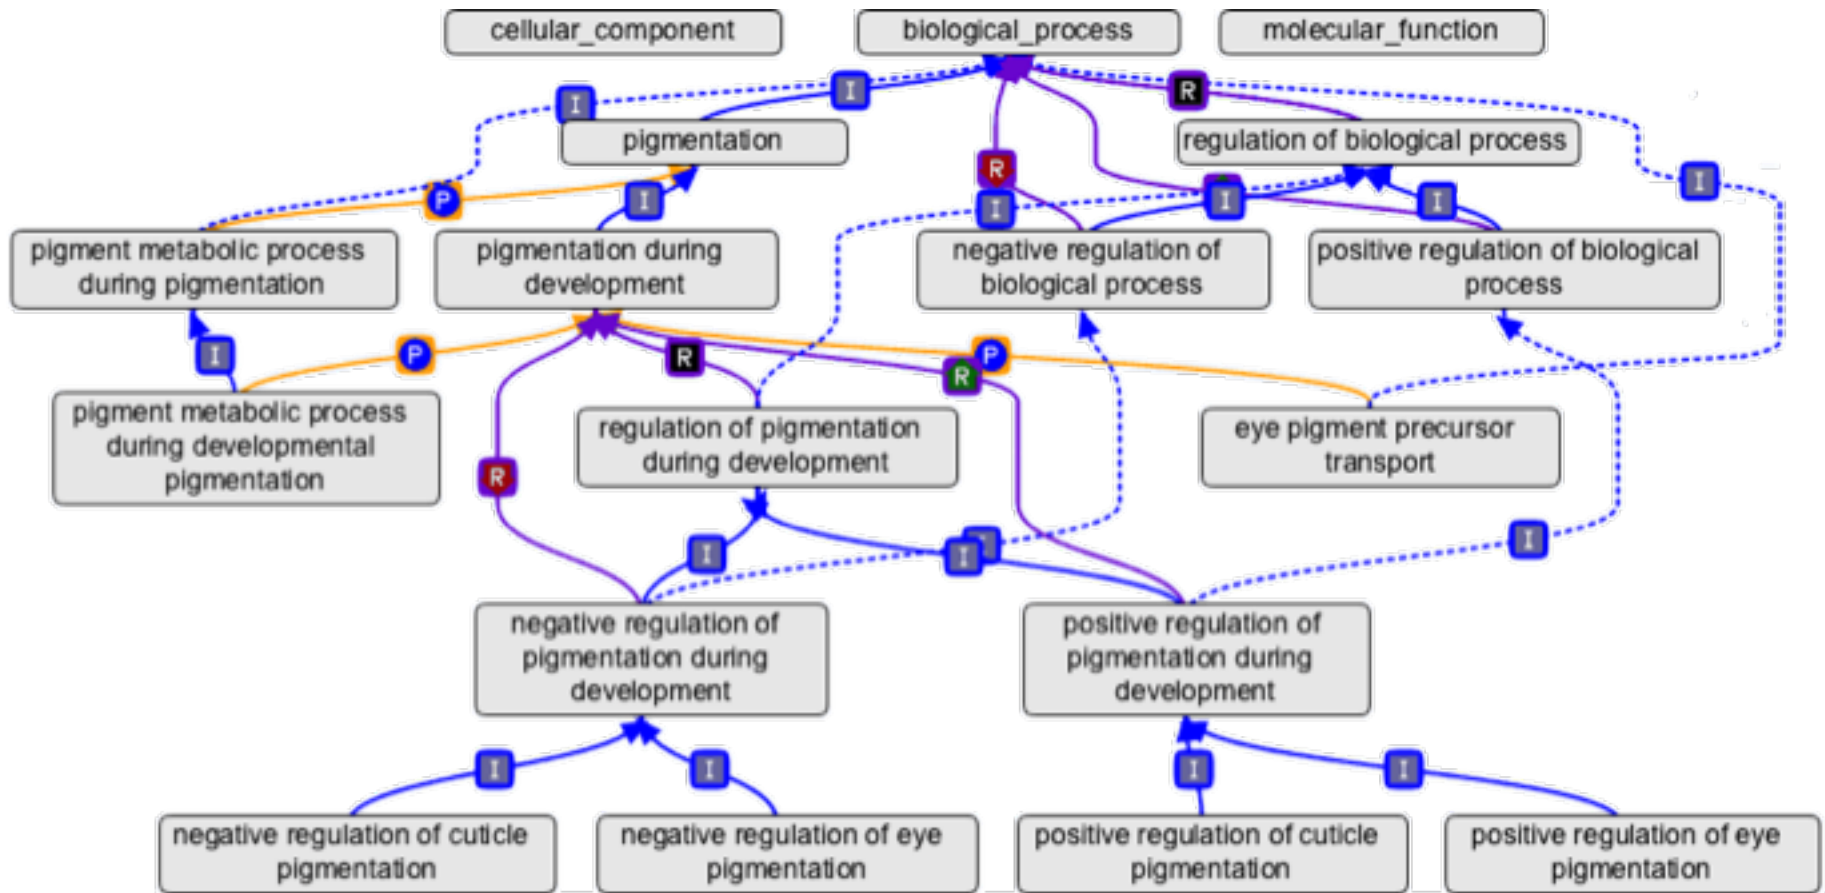 cellular_component
biological_process
molecular_function
I
I
R
pigmentation
regulation of biological process
R
I
P
I
I
I
I
pigment metabolic process
during pigmentation
pigmentation during
development
negative regulation of
biological process
positive regulation of biological
process
I
P
R
P
R
pigment metabolic process
during developmental
pigmentation
regulation of pigmentation
during development
eye pigment precursor
transport
R
I
I
I
negative regulation of
pigmentation during
development
positive regulation of
pigmentation during
development
I
I
I
I
negative regulation of cuticle
pigmentation
negative regulation of eye
pigmentation
positive regulation of cuticle
pigmentation
positive regulation of eye
pigmentation